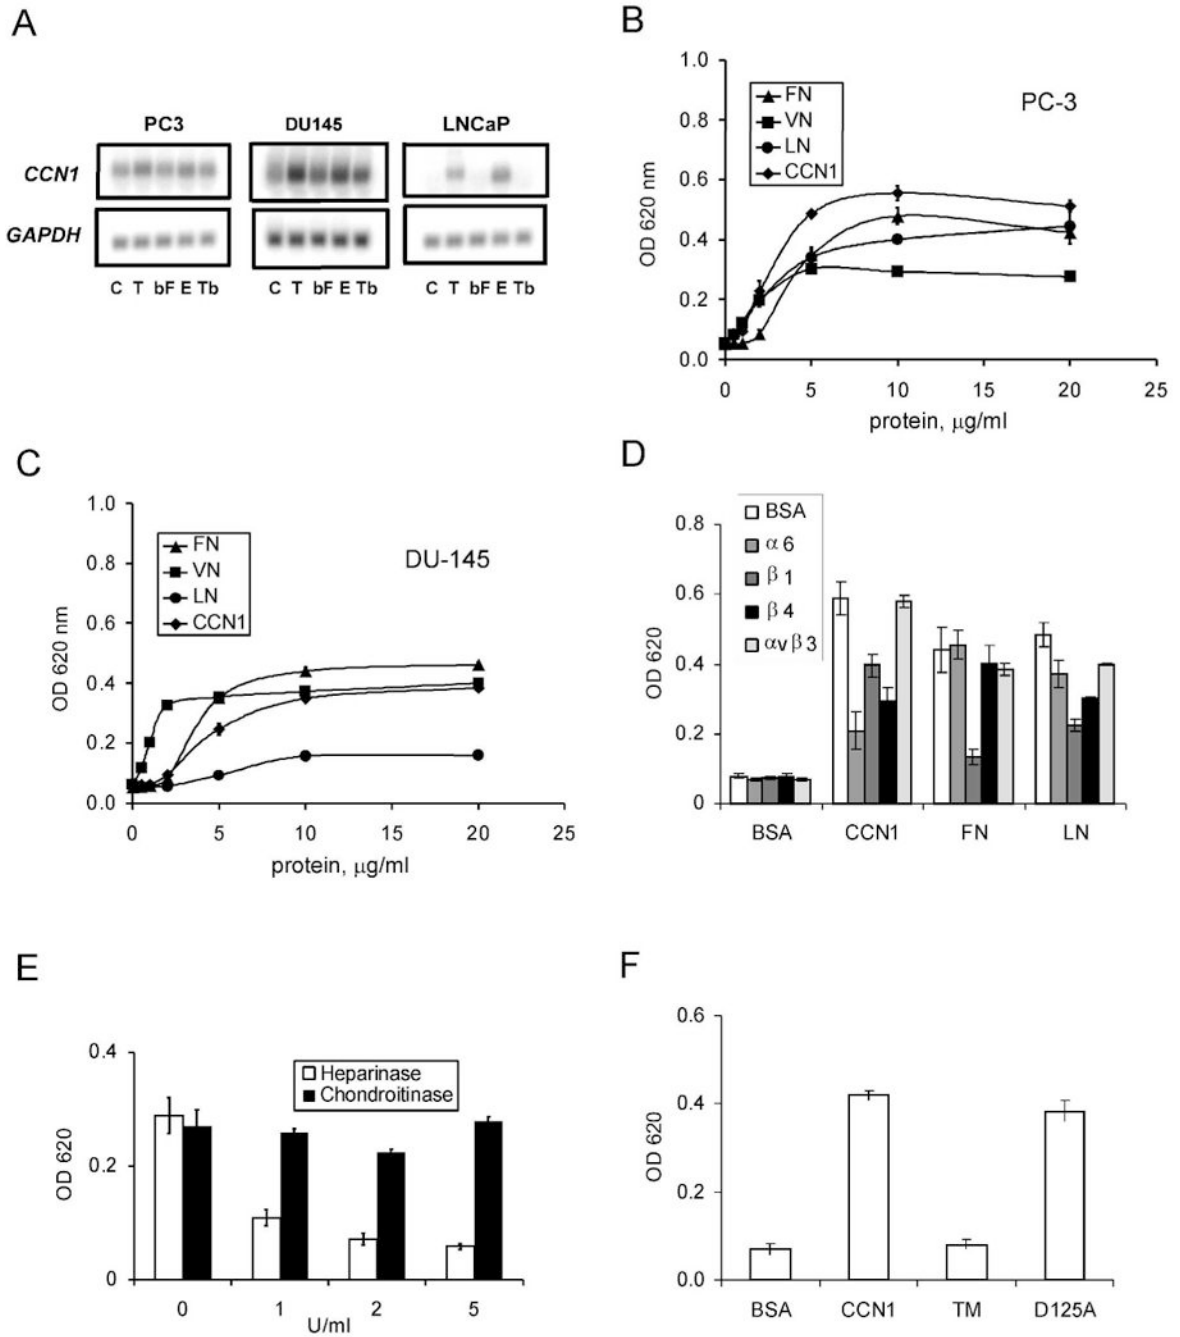 A
PC3 DU145 LNCaP
CCN1
GAPDH
C T bF E Tb C T bF E Tb C T bF E Tb
B
PC-3
FN
VN
LN
CCN1
OD 620 nm
1.0
0.8
0.6
0.4
0.2
0.0
0 5 10 15 20 25
protein, μg/ml
C
DU-145
FN
VN
LN
CCN1
OD 620 nm
1.0
0.8
0.6
0.4
0.2
0.0
0 5 10 15 20 25
protein, μg/ml
D
BSA
α6
β1
β4
αvβ3
OD 620
0.8
0.6
0.4
0.2
0
BSA CCN1 FN LN
E
Heparinase
Chondroitinase
OD 620
0.4
0.2
0
0 1 2 5
U/ml
F
OD 620
0.6
0.4
0.2
0.0
BSA CCN1 TM D125A